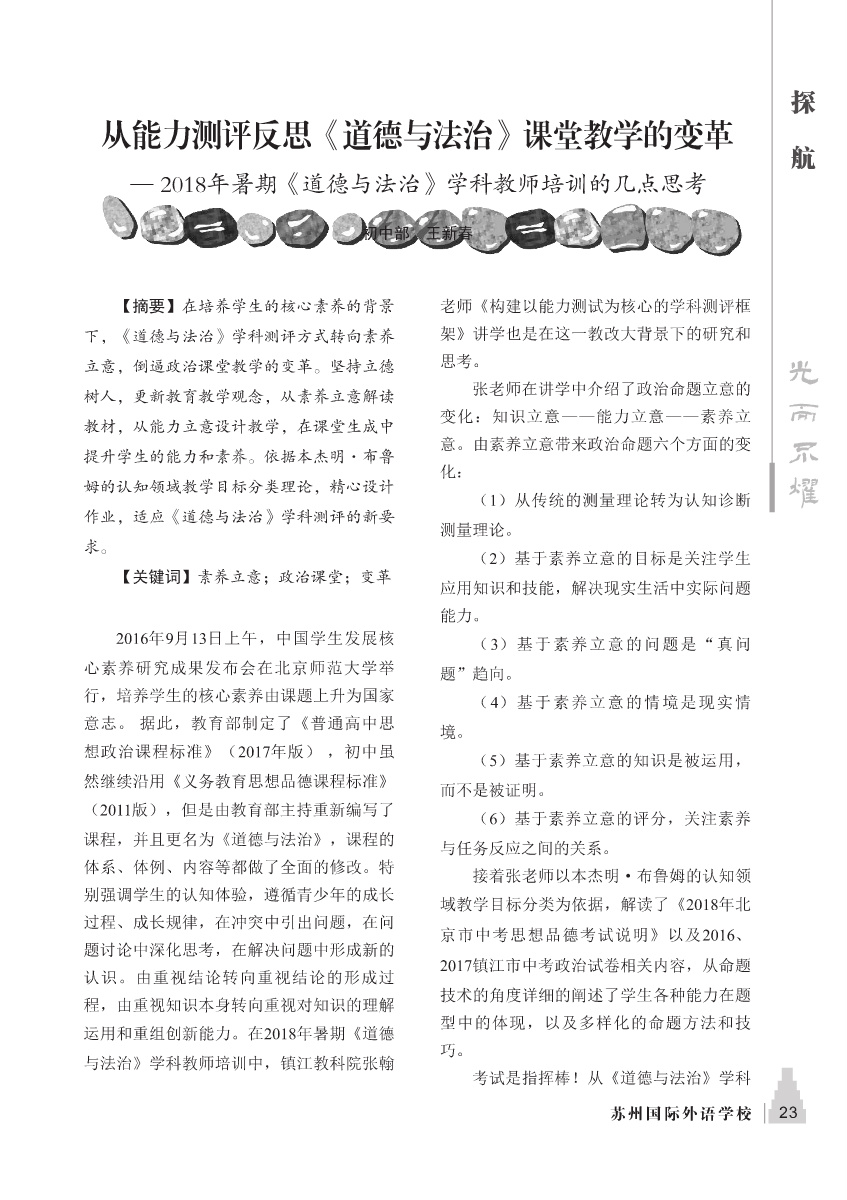 从能力测评反思《道德与法治》课堂教学的变革
— 2018年暑期《道德与法治》学科教师培训的几点思考
初中部 王新春
【摘要】在培养学生的核心素养的背景
下，《道德与法治》学科测评方式转向素养
立意，倒逼政治课堂教学的变革。坚持立德
树人，更新教育教学观念，从素养立意解读
教材，从能力立意设计教学，在课堂生成中
提升学生的能力和素养。依据本杰明·布鲁
姆的认知领域教学目标分类理论，精心设计
作业，适应《道德与法治》学科测评的新要
求。
【关键词】素养立意；政治课堂；变革
2016年9月13日上午，中国学生发展核
心素养研究成果发布会在北京师范大学举
行，培养学生的核心素养由课题上升为国家
意志。 据此，教育部制定了《普通高中思
想政治课程标准》（2017年版），初中虽
然继续沿用《义务教育思想品德课程标准》
（2011版），但是由教育部主持重新编写了
课程，并且更名为《道德与法治》，课程的
体系、体例、内容等都做了全面的修改。特
别强调学生的认知体验，遵循青少年的成长
过程、成长规律，在冲突中引出问题，在问
题讨论中深化思考，在解决问题中形成新的
认识。由重视结论转向重视结论的形成过
程，由重视知识本身转向重视对知识的理解
运用和重组创新能力。在2018年暑期《道德
与法治》学科教师培训中，镇江教科院张翰
老师《构建以能力测试为核心的学科测评框
架》讲学也是在这一教改大背景下的研究和
思考。
张老师在讲学中介绍了政治命题立意的
变化：知识立意——能力立意——素养立
意。由素养立意带来政治命题六个方面的变
化：
（1）从传统的测量理论转为认知诊断
测量理论。
（2）基于素养立意的目标是关注学生
应用知识和技能，解决现实生活中实际问题
能力。
（3）基于素养立意的问题是“真问
题”趋向。
（4）基于素养立意的情境是现实情
境。
（5）基于素养立意的知识是被运用，
而不是被证明。
（6）基于素养立意的评分，关注素养
与任务反应之间的关系。
接着张老师以本杰明·布鲁姆的认知领
域教学目标分类为依据，解读了《2018年北
京市中考思想品德考试说明》以及2016、
2017镇江市中考政治试卷相关内容，从命题
技术的角度详细的阐述了学生各种能力在题
型中的体现，以及多样化的命题方法和技
巧。
考试是指挥棒！从《道德与法治》学科
探航
光而不耀
苏州国际外语学校 23